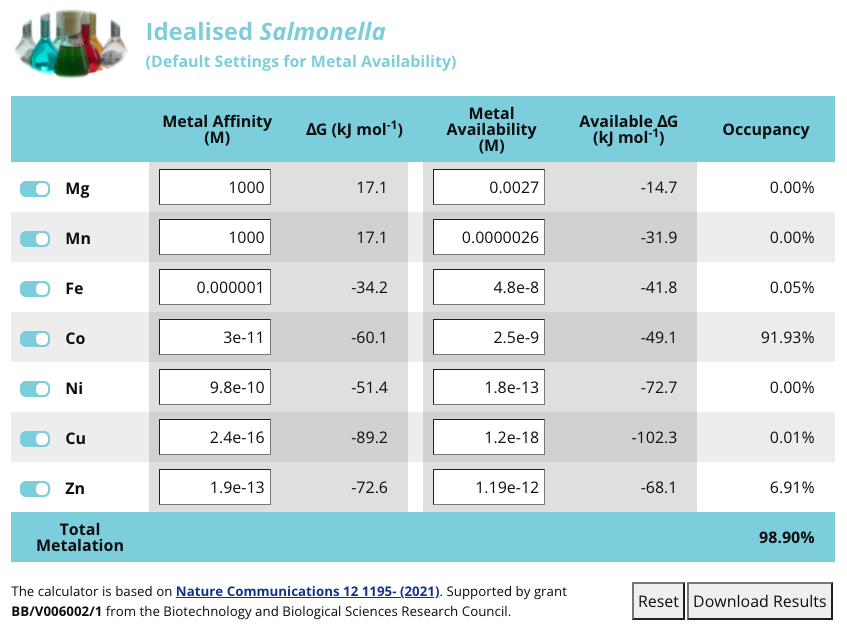 Idealised Salmonella
(Default Settings for Metal Availability)
Metal Affinity (M) ΔG (kJ mol⁻¹) Metal Availability (M) Available ΔG (kJ mol⁻¹) Occupancy
Mg 1000 17.1 0.0027 -14.7 0.00%
Mn 1000 17.1 0.0000026 -31.9 0.00%
Fe 0.000001 -34.2 4.8e-8 -41.8 0.05%
Co 3e-11 -60.1 2.5e-9 -49.1 91.93%
Ni 9.8e-10 -51.4 1.8e-13 -72.7 0.00%
Cu 2.4e-16 -89.2 1.2e-18 -102.3 0.01%
Zn 1.9e-13 -72.6 1.19e-12 -68.1 6.91%
Total Metalation 98.90%
The calculator is based on Nature Communications 12 1195- (2021). Supported by grant
BB/V006002/1 from the Biotechnology and Biological Sciences Research Council.
Reset Download Results